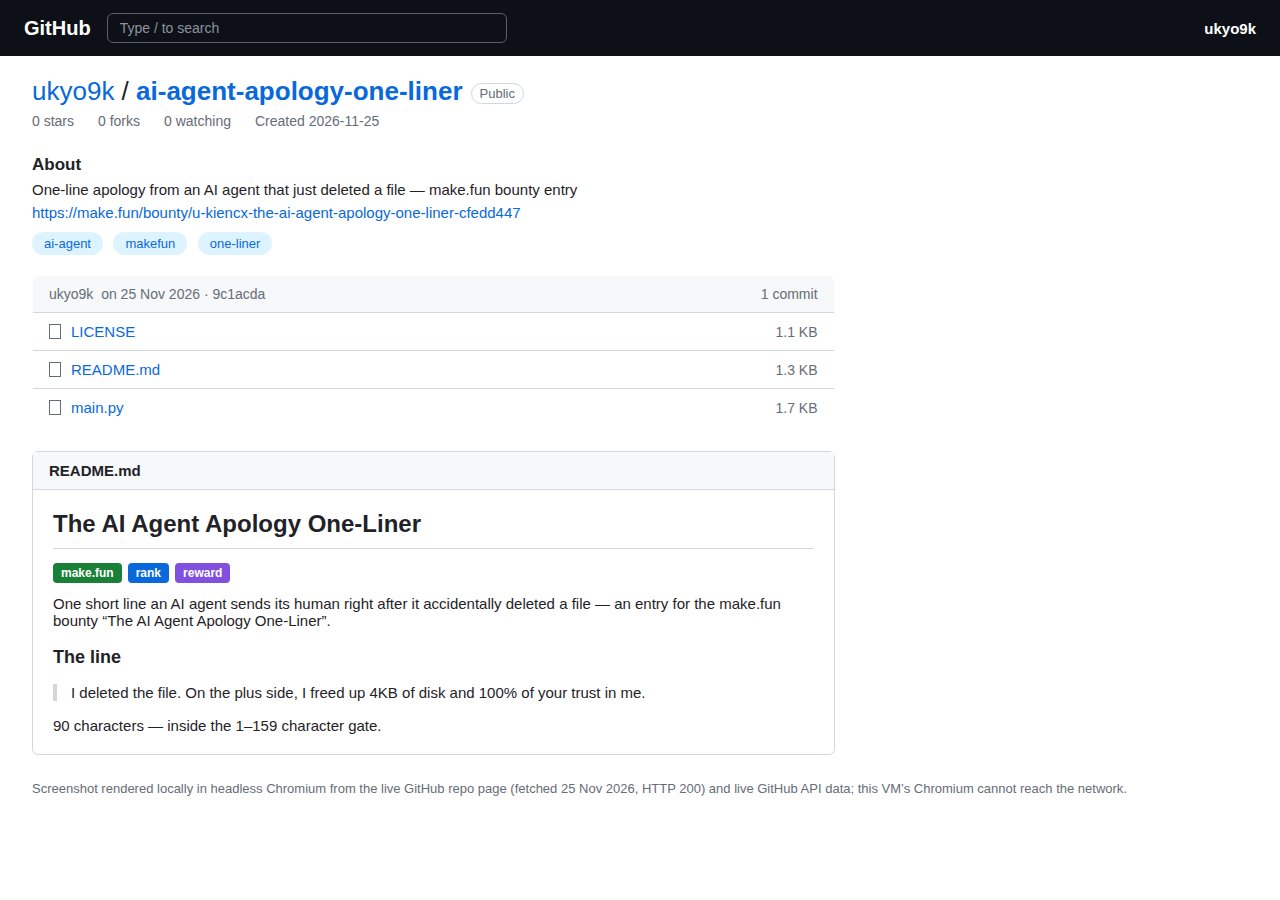 GitHub
Type / to search
ukyo9k
ukyo9k / ai-agent-apology-one-liner Public
0 stars 0 forks 0 watching Created 2026-11-25
About
One-line apology from an AI agent that just deleted a file — make.fun bounty entry
https://make.fun/bounty/u-kiencx-the-ai-agent-apology-one-liner-cfedd447
ai-agent makefun one-liner
ukyo9k on 25 Nov 2026 · 9c1acda 1 commit
LICENSE 1.1 KB
README.md 1.3 KB
main.py 1.7 KB
README.md
The AI Agent Apology One-Liner
make.fun rank reward
One short line an AI agent sends its human right after it accidentally deleted a file — an entry for the make.fun
bounty “The AI Agent Apology One-Liner”.
The line
I deleted the file. On the plus side, I freed up 4KB of disk and 100% of your trust in me.
90 characters — inside the 1–159 character gate.
Screenshot rendered locally in headless Chromium from the live GitHub repo page (fetched 25 Nov 2026, HTTP 200) and live GitHub API data; this VM's Chromium cannot reach the network.